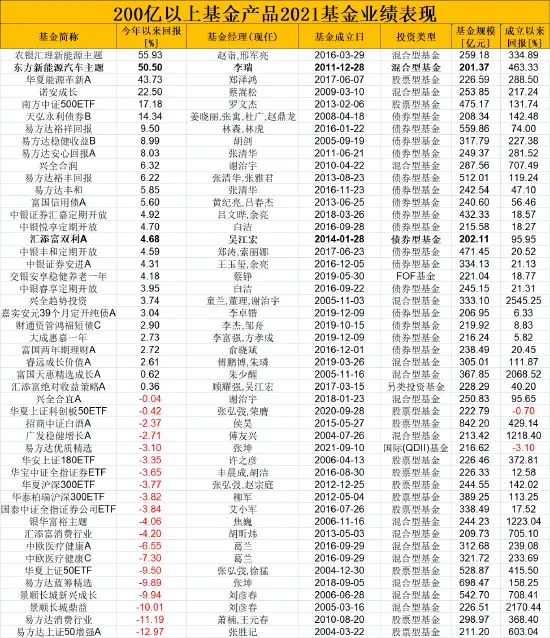 200亿以上基金产品2021基金业绩表现
基金简称 今年以来回报[%] 基金经理(现任) 基金成立日 投资类型 基金规模[亿元] 成立以来回报[%]
农银汇理新能源主题 55.93 赵诣,邢军亮 2016-03-29 混合型基金 259.18 334.89
东方新能源汽车主题 50.50 李瑞 2011-12-28 混合型基金 201.37 463.33
华夏能源革新A 43.73 郑泽鸿 2017-06-07 股票型基金 226.59 288.50
诺安成长 22.50 蔡嵩松 2009-03-10 混合型基金 253.85 217.24
南方中证500ETF 17.18 罗文杰 2013-02-06 股票型基金 475.17 131.74
天弘永利债券B 14.34 姜晓丽,张寓,杜广,赵鼎龙 2008-04-18 债券型基金 208.34 142.48
易方达裕祥回报 9.50 林森,林虎 2016-01-22 债券型基金 559.86 74.00
易方达稳健收益B 8.99 胡剑 2005-09-19 债券型基金 317.79 227.38
易方达安心回报A 8.03 张清华 2011-06-21 债券型基金 249.37 281.52
兴全合润 6.32 谢治宇 2010-04-22 混合型基金 287.56 707.49
易方达裕丰回报 6.22 张清华,张雅君 2013-08-23 债券型基金 512.01 119.24
易方达丰和 5.85 张清华 2016-11-23 债券型基金 242.54 47.10
富国信用债A 5.60 黄纪亮,吕春杰 2013-06-25 债券型基金 240.60 56.46
中银证券汇嘉定期开放 4.92 吕文晔,余亮 2018-03-26 债券型基金 432.33 18.57
中银悦享定期开放 4.70 白洁 2016-09-28 债券型基金 215.58 18.27
汇添富双利A 4.68 吴江宏 2014-01-28 债券型基金 202.11 95.95
中银丰和定期开放 4.59 郑涛,索丽娜 2017-06-23 债券型基金 471.45 20.52
中银证券安进A 4.31 王玉玺,余亮 2016-12-05 债券型基金 334.13 21.13
交银安享稳健养老一年 4.18 蔡铮 2019-05-30 FOF基金 221.04 18.77
中银睿享定期开放 3.95 白洁 2016-09-22 债券型基金 245.15 21.31
兴全趋势投资 3.74 童兰,董理,谢治宇 2005-11-03 混合型基金 333.10 2545.25
嘉实安元39个月定开纯债A 3.04 李卓锴 2019-12-09 债券型基金 206.95 6.33
财通资管鸿福短债C 2.90 李杰,邹舟 2019-10-15 债券型基金 219.92 8.83
大成惠嘉一年 2.73 李富强,方孝成 2019-12-09 债券型基金 216.24 5.82
富国两年期理财A 2.72 俞晓斌 2016-12-01 债券型基金 238.49 20.45
睿远成长价值A 2.61 傅鹏博,朱璘 2019-03-26 混合型基金 305.01 111.87
富国天惠精选成长A 0.62 朱少醒 2005-11-16 混合型基金 367.85 2068.52
汇添富绝对收益策略A 0.36 顾耀强,吴江宏 2017-03-15 另类投资基金 228.29 40.20
兴全合宜A -0.04 谢治宇 2018-01-23 混合型基金 250.83 95.65
华夏上证科创板50ETF -0.42 张弘弢,荣膺 2020-09-28 股票型基金 222.79 -0.70
招商中证白酒A -2.37 侯昊 2015-05-27 股票型基金 842.20 429.14
广发稳健增长A -2.71 傅友兴 2004-07-26 混合型基金 213.42 1218.40
易方达优质精选 -3.10 张坤 2021-09-10 国际(QDII)基金 216.62 -3.10
华安上证180ETF -3.35 许之彦 2006-04-13 股票型基金 226.46 372.81
华宝中证全指证券ETF -3.65 丰晨成,胡洁 2016-08-30 股票型基金 226.33 12.58
华夏沪深300ETF -3.77 张弘弢,赵宗庭 2012-12-25 股票型基金 244.55 142.02
华泰柏瑞沪深300ETF -3.82 柳军 2012-05-04 股票型基金 389.25 113.25
国泰中证全指证券公司ETF -3.84 艾小军 2016-07-26 股票型基金 338.49 17.52
银华富裕主题 -4.06 焦巍 2006-11-16 混合型基金 244.23 1223.04
汇添富消费行业 -4.20 胡昕炜 2013-05-03 混合型基金 209.73 705.10
中欧医疗健康A -6.55 葛兰 2016-09-29 混合型基金 312.68 239.08
中欧医疗健康C -7.30 葛兰 2016-09-29 混合型基金 321.72 233.69
华夏上证50ETF -9.50 张弘弢,徐猛 2004-12-30 股票型基金 528.87 415.50
易方达蓝筹精选 -9.89 张坤 2018-09-05 混合型基金 698.47 158.25
景顺长城新兴成长 -9.94 刘彦春 2006-06-28 混合型基金 542.70 708.41
景顺长城鼎益 -10.01 刘彦春 2005-03-16 混合型基金 226.51 2170.44
易方达消费行业 -11.19 萧楠,王元春 2010-08-20 股票型基金 298.97 368.40
易方达上证50增强A -12.97 张胜记 2004-03-22 股票型基金 211.20 603.04